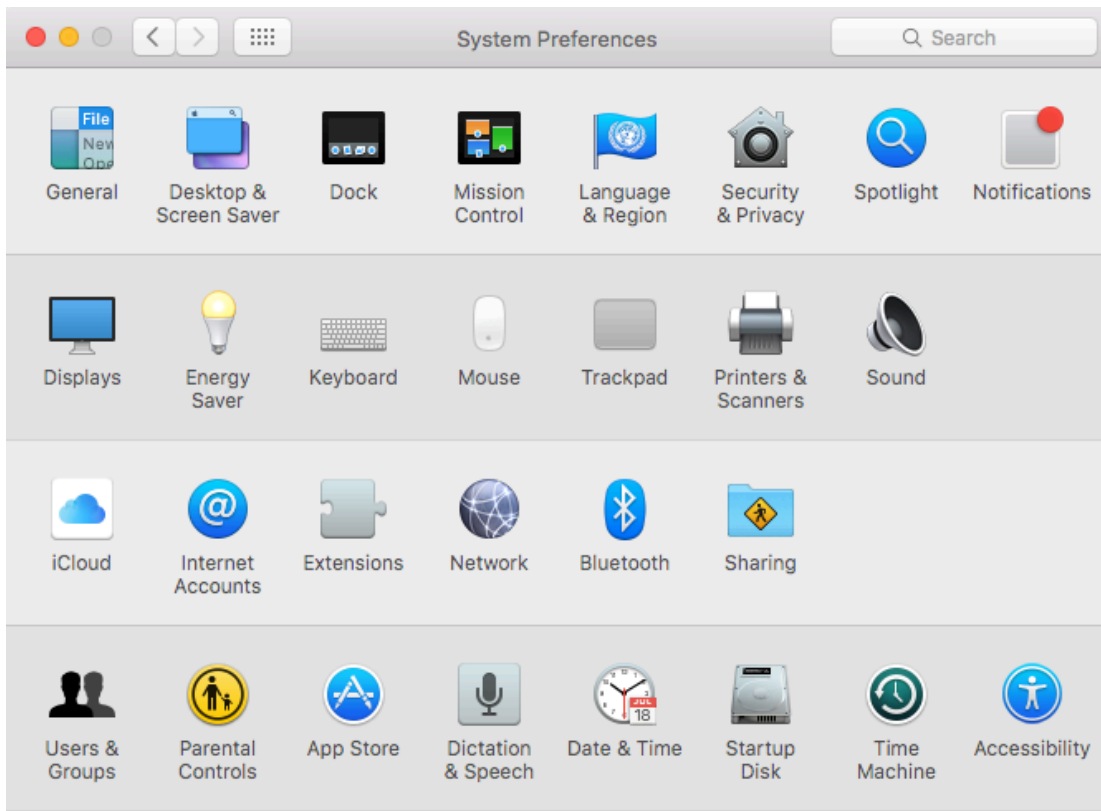 System Preferences
Search
File
New
Ope
General
Desktop &
Screen Saver
Dock
Mission
Control
Language
& Region
Security
& Privacy
Spotlight
Notifications
Displays
Energy
Saver
Keyboard
Mouse
Trackpad
Printers &
Scanners
Sound
@
iCloud
Internet
Accounts
Extensions
Network
Bluetooth
Sharing
JUL
18
Users &
Groups
Parental
Controls
App Store
Dictation
& Speech
Date & Time
Startup
Disk
Time
Machine
Accessibility